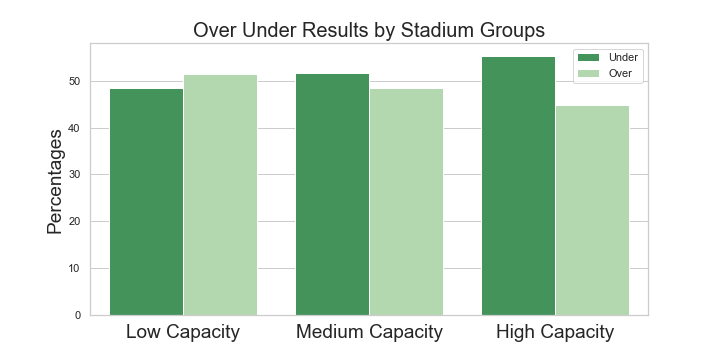 Over Under Results by Stadium Groups
Under
Over
Percentages
50
40
30
20
10
0
Low Capacity
Medium Capacity
High Capacity